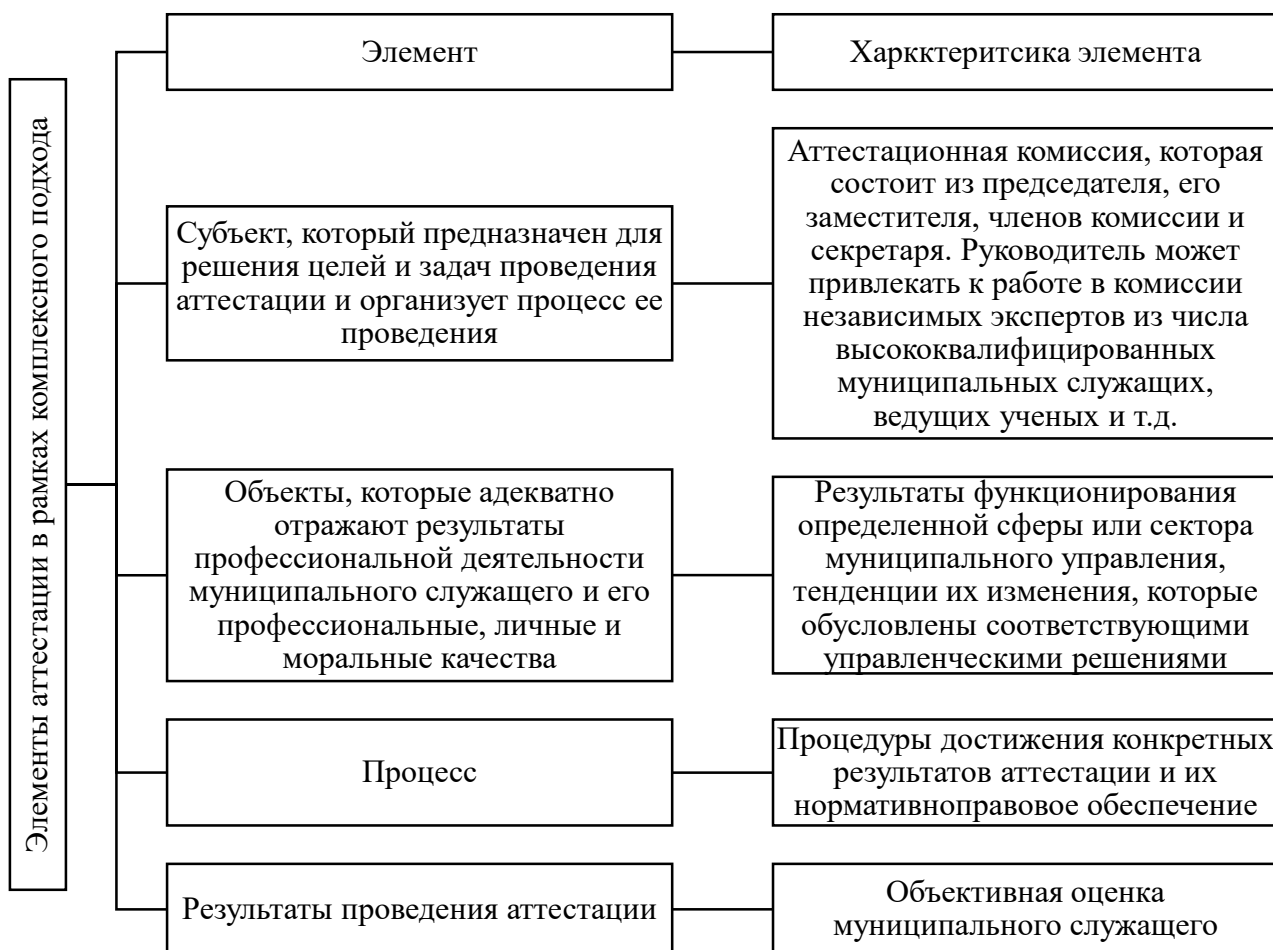 Элементы аттестации в рамках комплексного подхода
Элемент
Харкктеритсика элемента
Субъект, который предназначен для
решения целей и задач проведения
аттестации и организует процесс ее
проведения
Аттестационная комиссия, которая
состоит из председателя, его
заместителя, членов комиссии и
секретаря. Руководитель может
привлекать к работе в комиссии
независимых экспертов из числа
высококвалифицированных
муниципальных служащих,
ведущих ученых и т.д.
Объекты, которые адекватно
отражают результаты
профессиональной деятельности
муниципального служащего и его
профессиональные, личные и
моральные качества
Результаты функционирования
определенной сферы или сектора
муниципального управления,
тенденции их изменения, которые
обусловлены соответствующими
управленческими решениями
Процесс
Процедуры достижения конкретных
результатов аттестации и их
нормативноправовое обеспечение
Результаты проведения аттестации
Объективная оценка
муниципального служащего